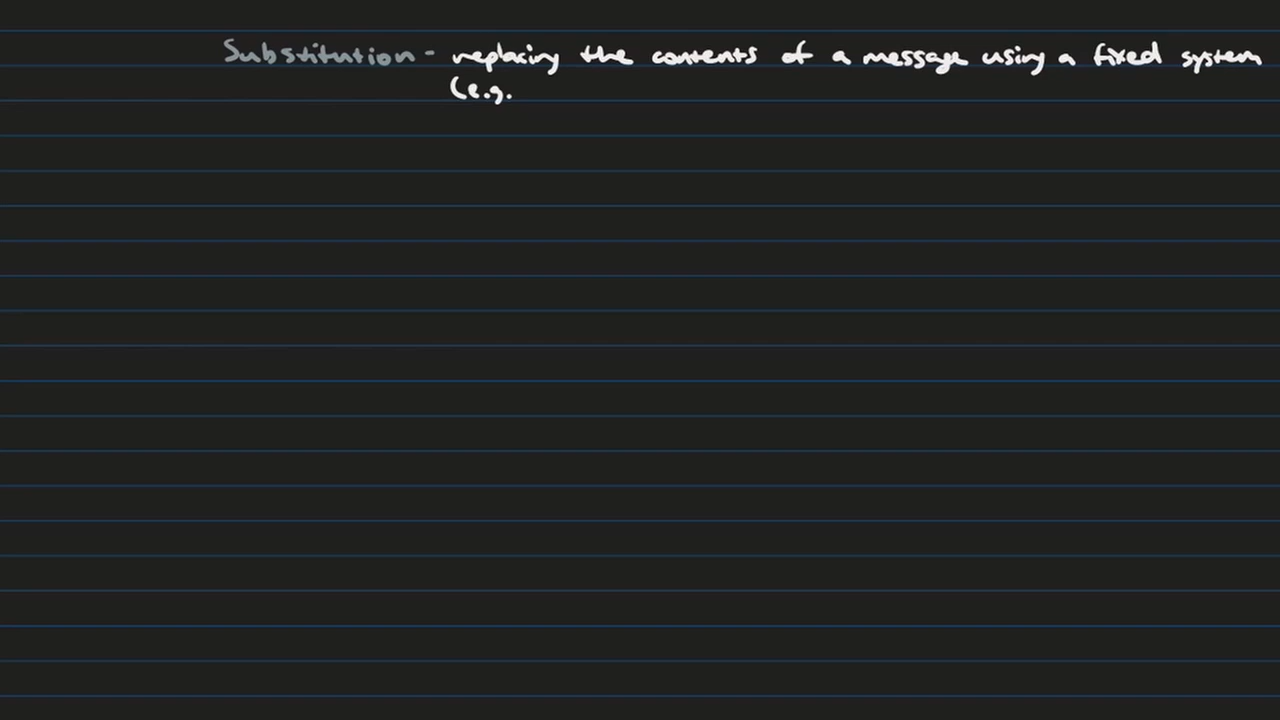 Substitution - replacing the contents of a message using a fixed system
(e.g.